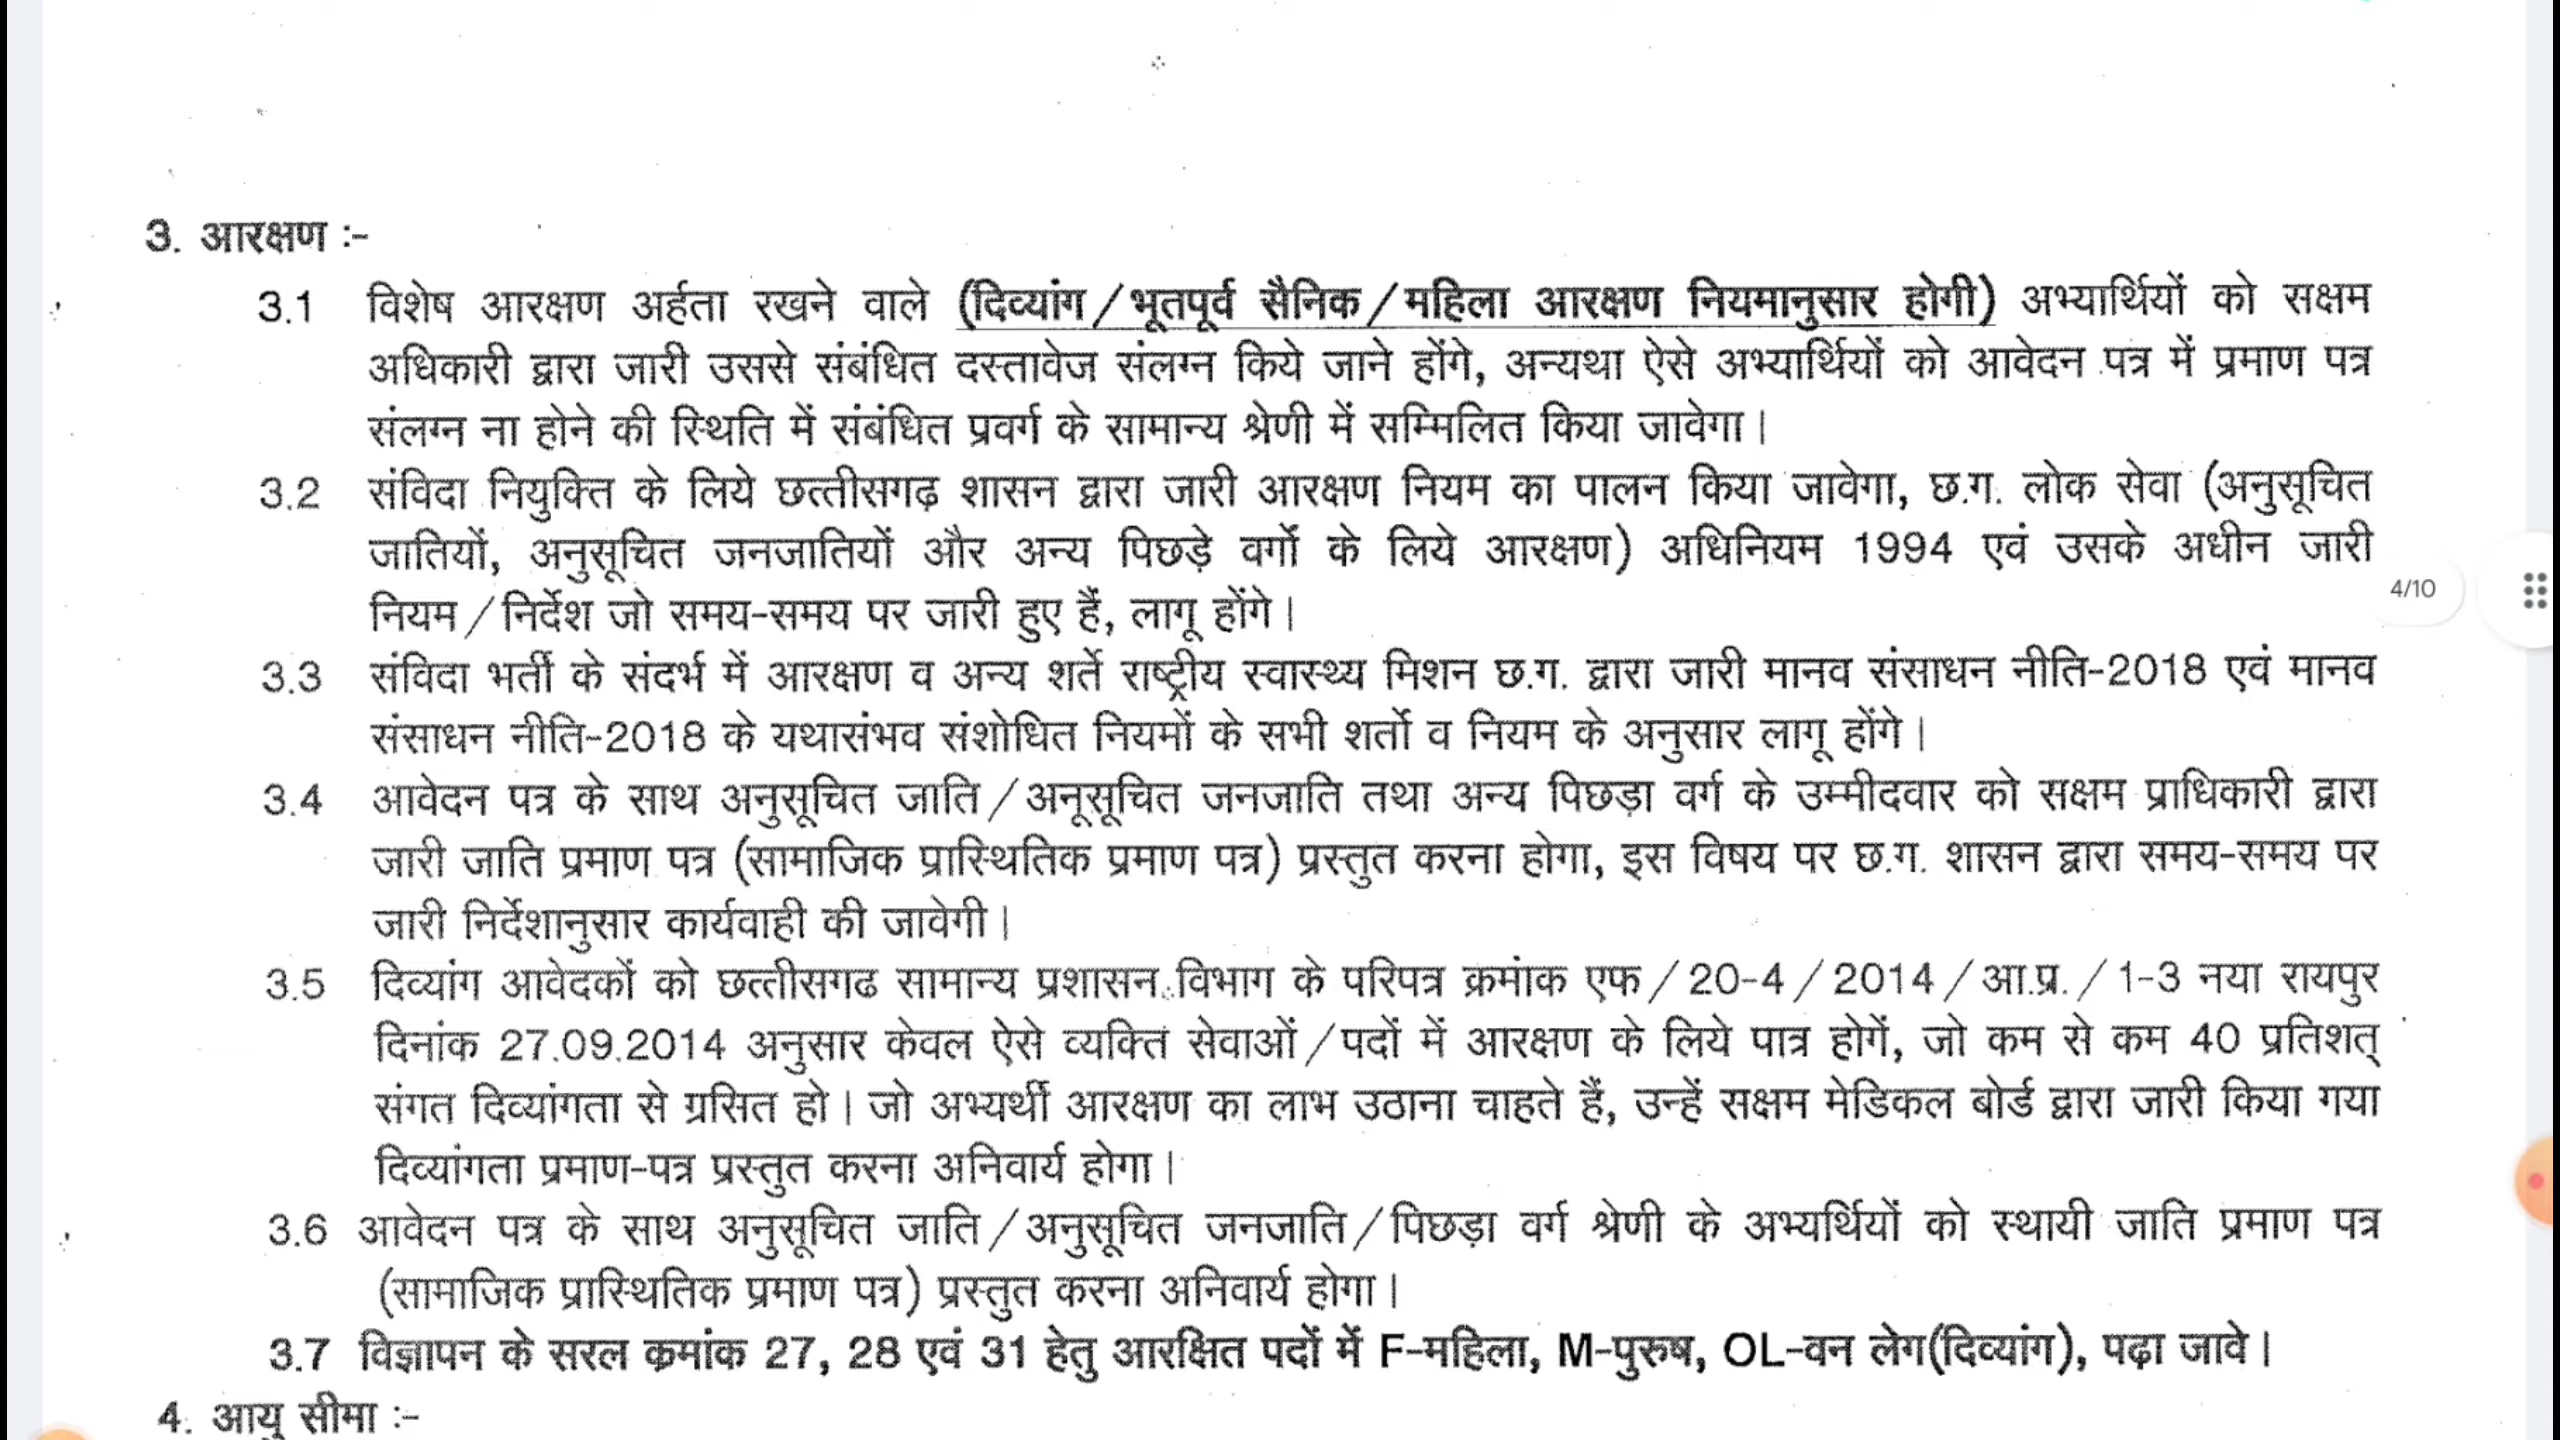 3. आरक्षण :-
3.1 विशेष आरक्षण अर्हता रखने वाले (दिव्यांग/भूतपूर्व सैनिक/महिला आरक्षण नियमानुसार होगी) अभ्यार्थियों को सक्षम
अधिकारी द्वारा जारी उससे संबंधित दस्तावेज संलग्न किये जाने होंगे, अन्यथा ऐसे अभ्यार्थियों को आवेदन पत्र में प्रमाण पत्र
संलग्न ना होने की स्थिति में संबंधित प्रवर्ग के सामान्य श्रेणी में सम्मिलित किया जावेगा।
3.2 संविदा नियुक्ति के लिये छत्तीसगढ़ शासन द्वारा जारी आरक्षण नियम का पालन किया जावेगा, छ.ग. लोक सेवा (अनुसूचित
जातियों, अनुसूचित जनजातियों और अन्य पिछड़े वर्गो के लिये आरक्षण) अधिनियम 1994 एवं उसके अधीन जारी
नियम/निर्देश जो समय-समय पर जारी हुए हैं, लागू होंगे।
4/10
3.3 संविदा भर्ती के संदर्भ में आरक्षण व अन्य शर्ते राष्ट्रीय स्वास्थ्य मिशन छ.ग. द्वारा जारी मानव संसाधन नीति-2018 एवं मानव
संसाधन नीति-2018 के यथासंभव संशोधित नियमों के सभी शर्तो व नियम के अनुसार लागू होंगे।
3.4 आवेदन पत्र के साथ अनुसूचित जाति/अनूसूचित जनजाति तथा अन्य पिछड़ा वर्ग के उम्मीदवार को सक्षम प्राधिकारी द्वारा
जारी जाति प्रमाण पत्र (सामाजिक प्रास्थितिक प्रमाण पत्र) प्रस्तुत करना होगा, इस विषय पर छ.ग. शासन द्वारा समय-समय पर
जारी निर्देशानुसार कार्यवाही की जावेगी।
3.5 दिव्यांग आवेदकों को छत्तीसगढ सामान्य प्रशासन विभाग के परिपत्र क्रमांक एफ/20-4/2014/आ.प्र./1-3 नया रायपुर
दिनांक 27.09.2014 अनुसार केवल ऐसे व्यक्ति सेवाओं/पदों में आरक्षण के लिये पात्र होगें, जो कम से कम 40 प्रतिशत्
संगत दिव्यांगता से ग्रसित हो। जो अभ्यर्थी आरक्षण का लाभ उठाना चाहते हैं, उन्हें सक्षम मेडिकल बोर्ड द्वारा जारी किया गया
दिव्यांगता प्रमाण-पत्र प्रस्तुत करना अनिवार्य होगा।
3.6 आवेदन पत्र के साथ अनुसूचित जाति/अनुसूचित जनजाति/पिछड़ा वर्ग श्रेणी के अभ्यर्थियों को स्थायी जाति प्रमाण पत्र
(सामाजिक प्रास्थितिक प्रमाण पत्र) प्रस्तुत करना अनिवार्य होगा।
3.7 विज्ञापन के सरल क्रमांक 27, 28 एवं 31 हेतु आरक्षित पदों में F-महिला, M-पुरुष, OL-वन लेग(दिव्यांग), पढ़ा जावे।
4. आयु सीमा :-